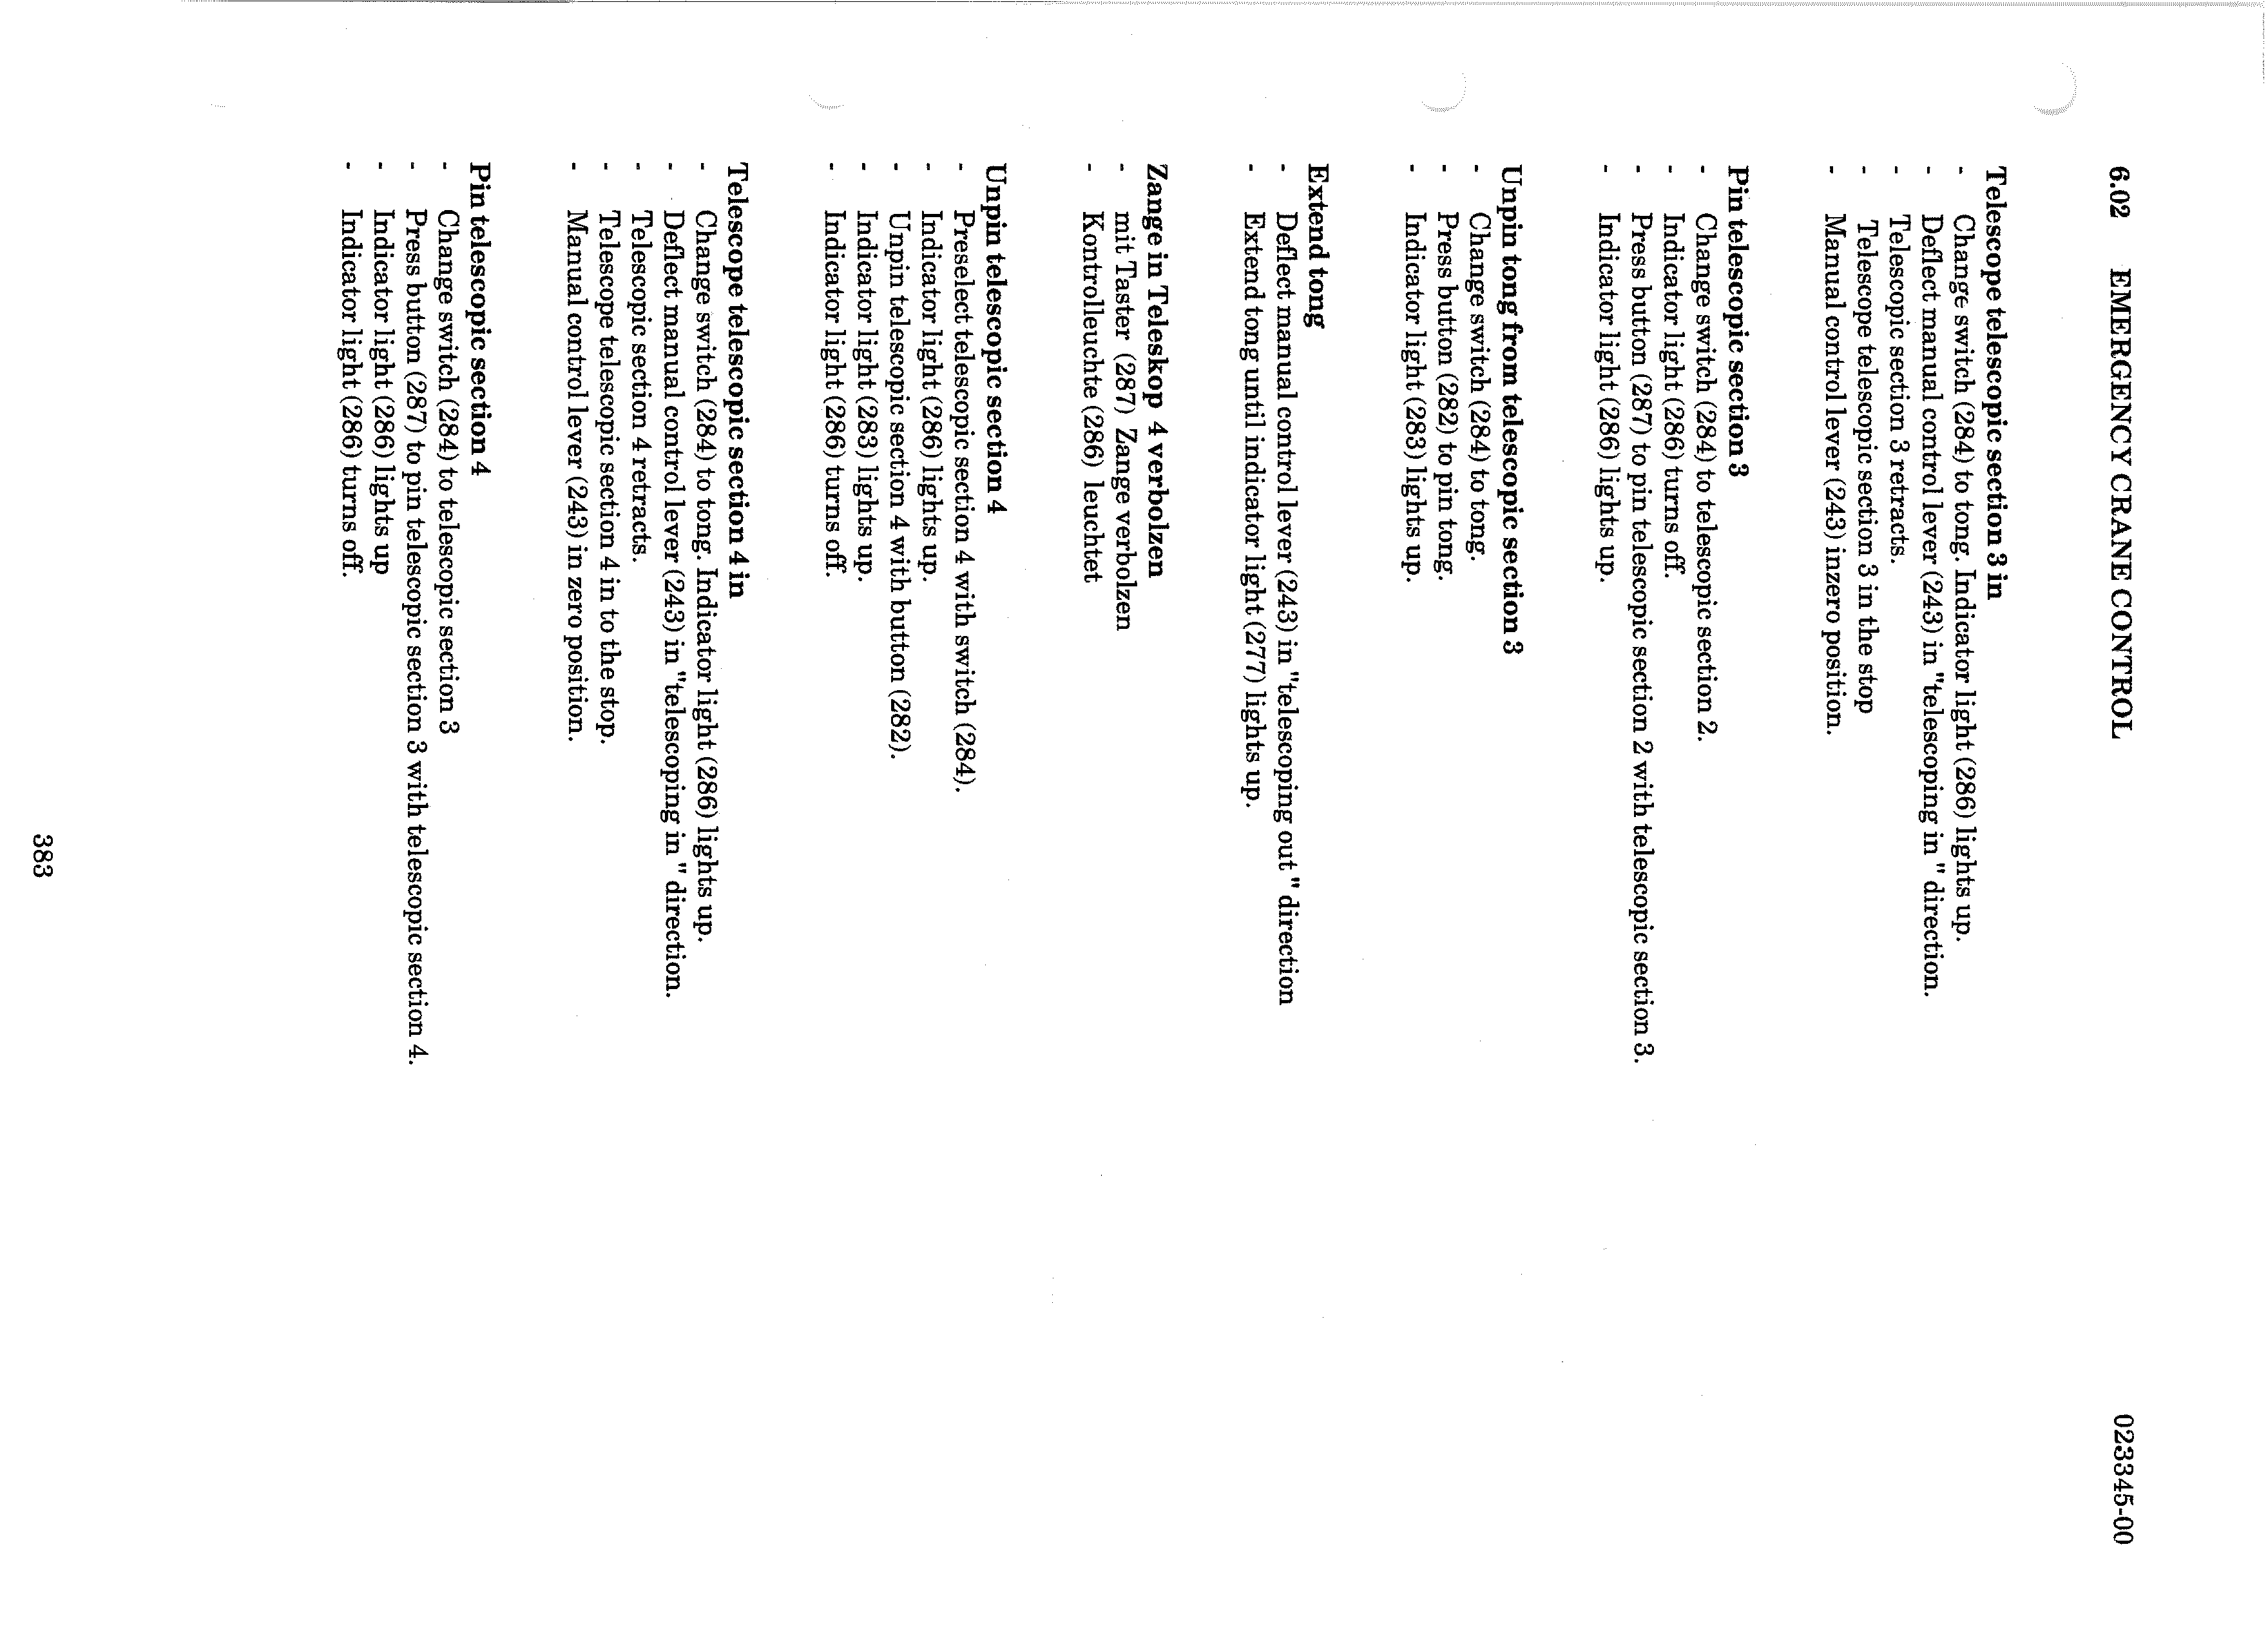 6.02 EMERGENCY CRANE CONTROL 023345-00
Telescope telescopic section 3 in
- Change switch (284) to tong. Indicator light (286) lights up.
- Deflect manual control lever (243) in "telescoping in " direction.
- Telescopic section 3 retracts.
- Telescope telescopic section 3 in the stop
- Manual control lever (243) inzero position.
Pin telescopic section 3
- Change switch (284) to telescopic section 2.
- Indicator light (286) turns off.
- Press button (287) to pin telescopic section 2 with telescopic section 3.
- Indicator light (286) lights up.
Unpin tong from telescopic section 3
- Change switch (284) to tong.
- Press button (282) to pin tong.
- Indicator light (283) lights up.
Extend tong
- Deflect manual control lever (243) in "telescoping out " direction
- Extend tong until indicator light (277) lights up.
Zange in Teleskop 4 verbolzen
- mit Taster (287) Zange verbolzen
- Kontrolleuchte (286) leuchtet
Unpin telescopic section 4
- Preselect telescopic section 4 with switch (284).
- Indicator light (286) lights up.
- Unpin telescopic section 4 with button (282).
- Indicator light (283) lights up.
- Indicator light (286) turns off.
Telescope telescopic section 4 in
- Change switch (284) to tong. Indicator light (286) lights up.
- Deflect manual control lever (243) in "telescoping in " direction.
- Telescopic section 4 retracts.
- Telescope telescopic section 4 in to the stop.
- Manual control lever (243) in zero position.
Pin telescopic section 4
- Change switch (284) to telescopic section 3
- Press button (287) to pin telescopic section 3 with telescopic section 4.
- Indicator light (286) lights up
- Indicator light (286) turns off.
383